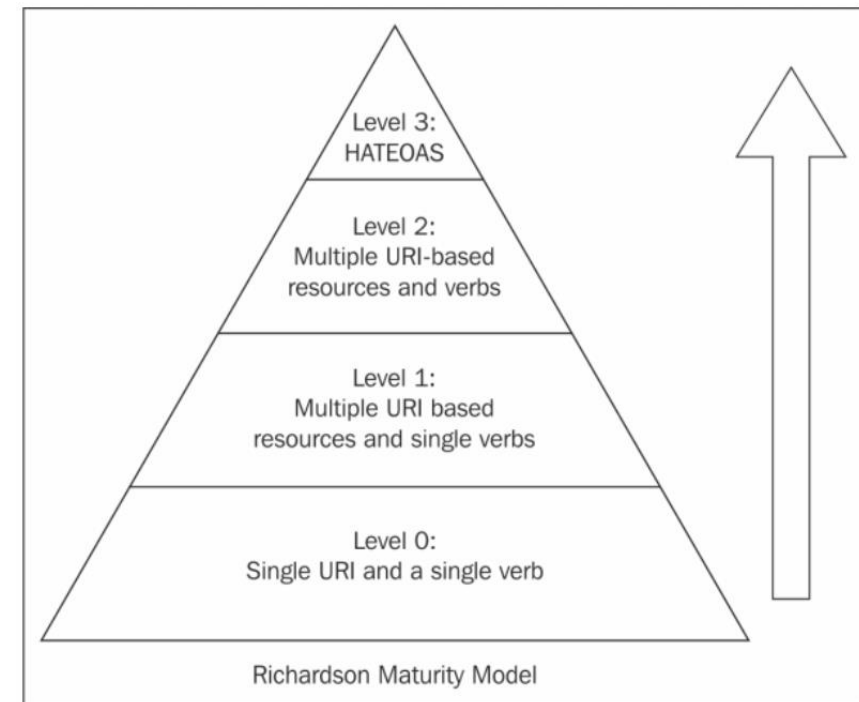 Level 3:
HATEOAS
Level 2:
Multiple URI-based
resources and verbs
Level 1:
Multiple URI based
resources and single verbs
Level 0:
Single URI and a single verb
Richardson Maturity Model